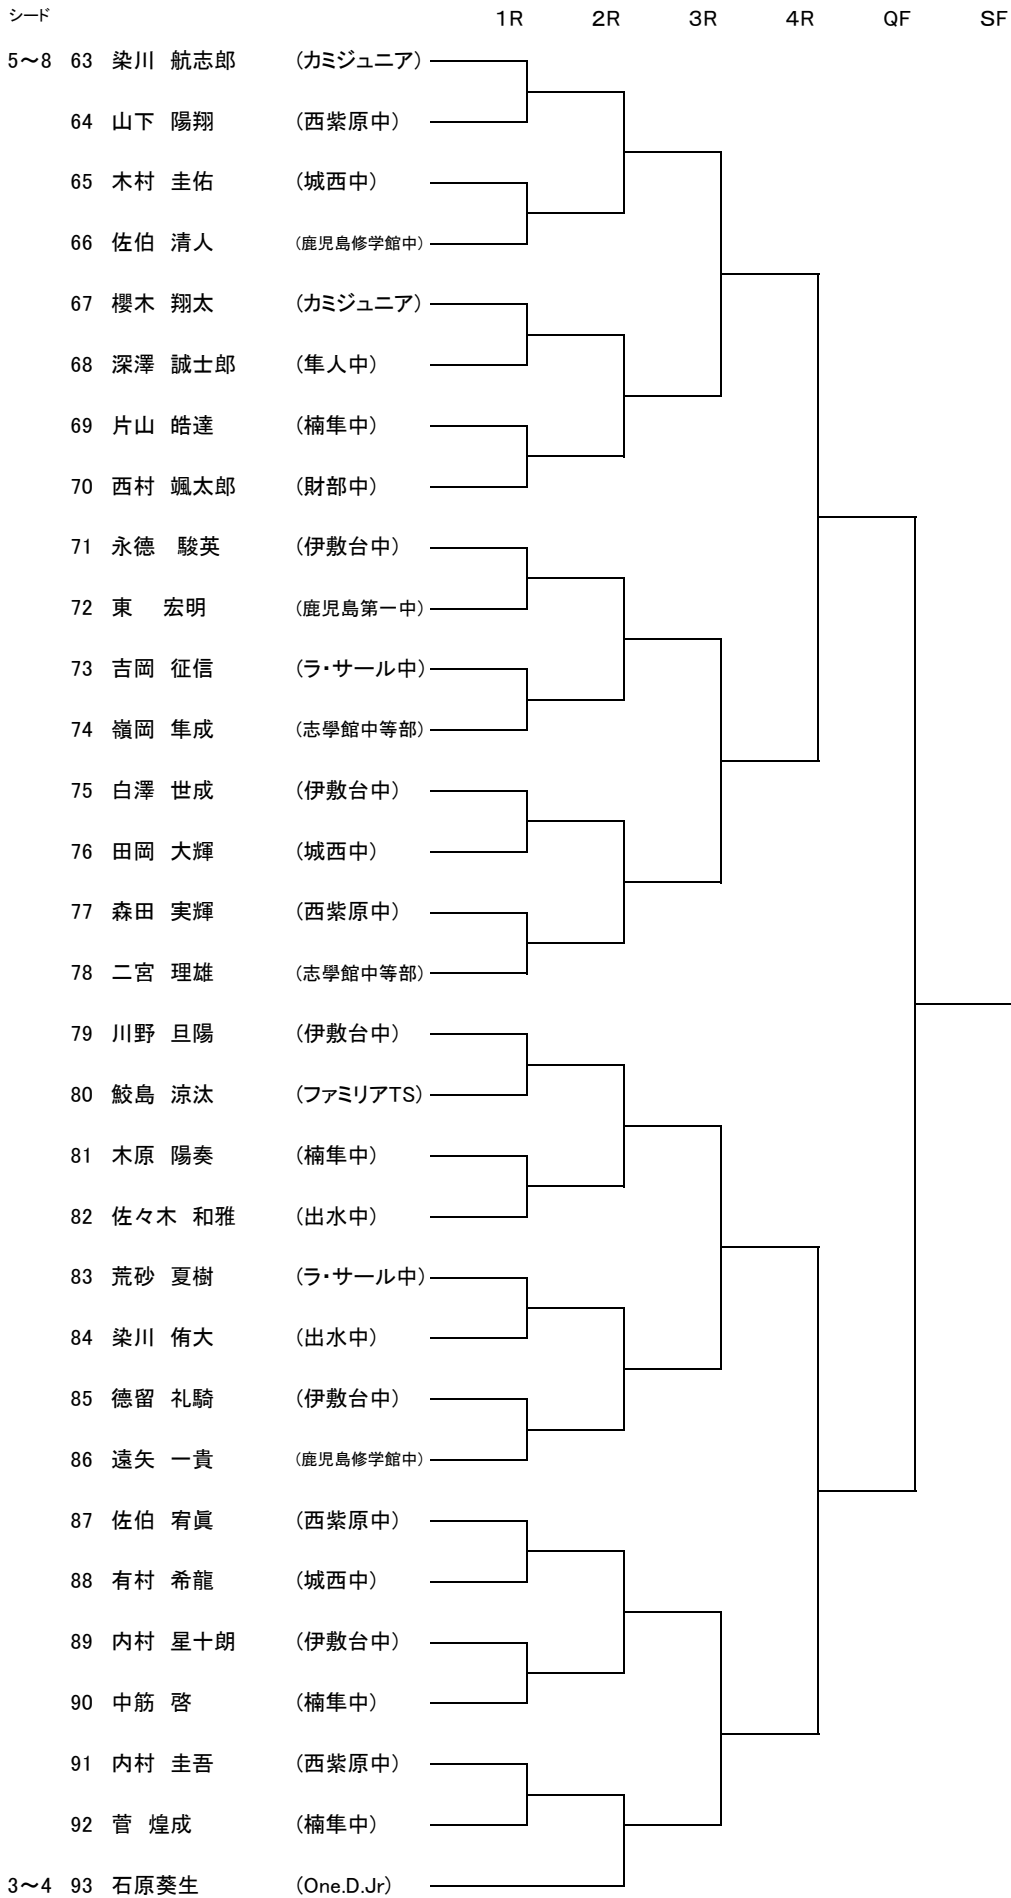 シード 1R 2R 3R 4R QF SF
5～8 63 染川 航志郎 (カミジュニア)
64 山下 陽翔 (西紫原中)
65 木村 圭佑 (城西中)
66 佐伯 清人 (鹿児島修学館中)
67 櫻木 翔太 (カミジュニア)
68 深澤 誠士郎 (隼人中)
69 片山 皓達 (楠隼中)
70 西村 颯太郎 (財部中)
71 永德 駿英 (伊敷台中)
72 東 宏明 (鹿児島第一中)
73 吉岡 征信 (ラ・サール中)
74 嶺岡 隼成 (志學館中等部)
75 白澤 世成 (伊敷台中)
76 田岡 大輝 (城西中)
77 森田 実輝 (西紫原中)
78 二宮 理雄 (志學館中等部)
79 川野 旦陽 (伊敷台中)
80 鮫島 涼汰 (ファミリアTS)
81 木原 陽奏 (楠隼中)
82 佐々木 和雅 (出水中)
83 荒砂 夏樹 (ラ・サール中)
84 染川 侑大 (出水中)
85 德留 礼騎 (伊敷台中)
86 遠矢 一貴 (鹿児島修学館中)
87 佐伯 宥眞 (西紫原中)
88 有村 希龍 (城西中)
89 内村 星十朗 (伊敷台中)
90 中筋 啓 (楠隼中)
91 内村 圭吾 (西紫原中)
92 菅 煌成 (楠隼中)
3～4 93 石原葵生 (One.D.Jr)